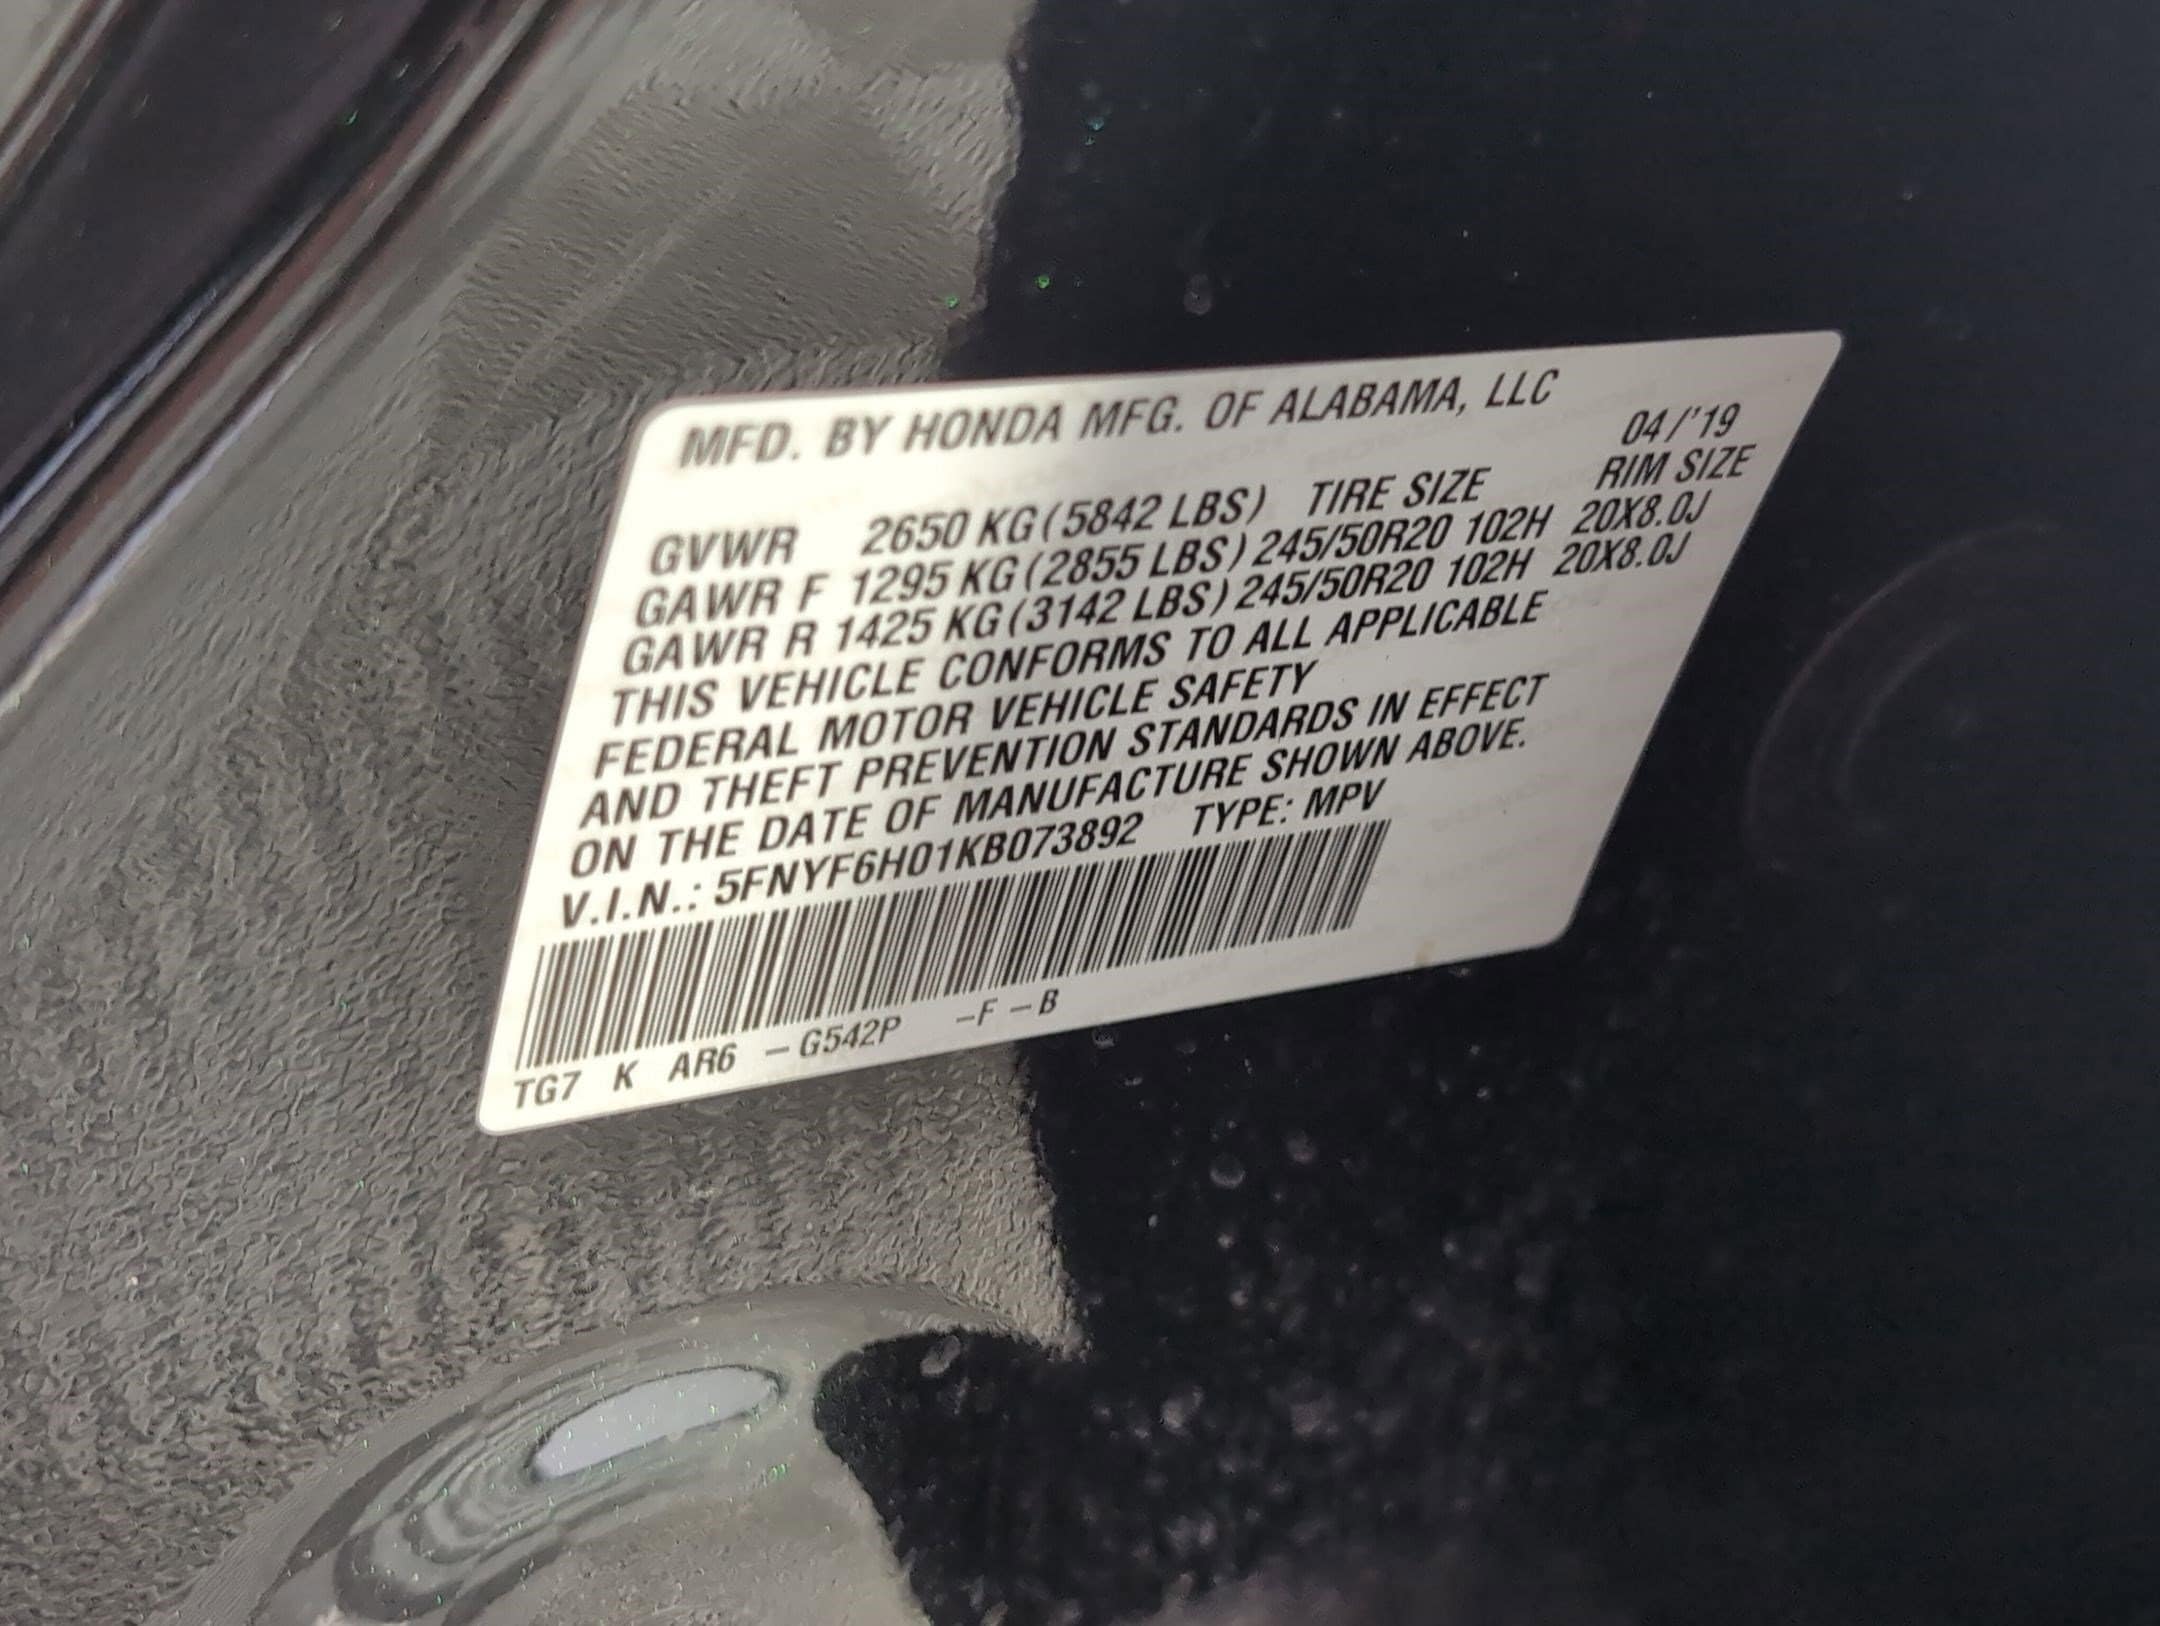 MFD. BY HONDA MFG. OF ALABAMA, LLC
04/'19
GVWR 2650 KG (5842 LBS) TIRE SIZE RIM SIZE
GAWR F 1295 KG (2855 LBS) 245/50R20 102H 20X8.0J
GAWR R 1425 KG (3142 LBS) 245/50R20 102H 20X8.0J
THIS VEHICLE CONFORMS TO ALL APPLICABLE
FEDERAL MOTOR VEHICLE SAFETY
AND THEFT PREVENTION STANDARDS IN EFFECT
ON THE DATE OF MANUFACTURE SHOWN ABOVE.
V.I.N.: 5FNYF6H01KB073892 TYPE: MPV
TG7 K AR6 –G542P –F–B